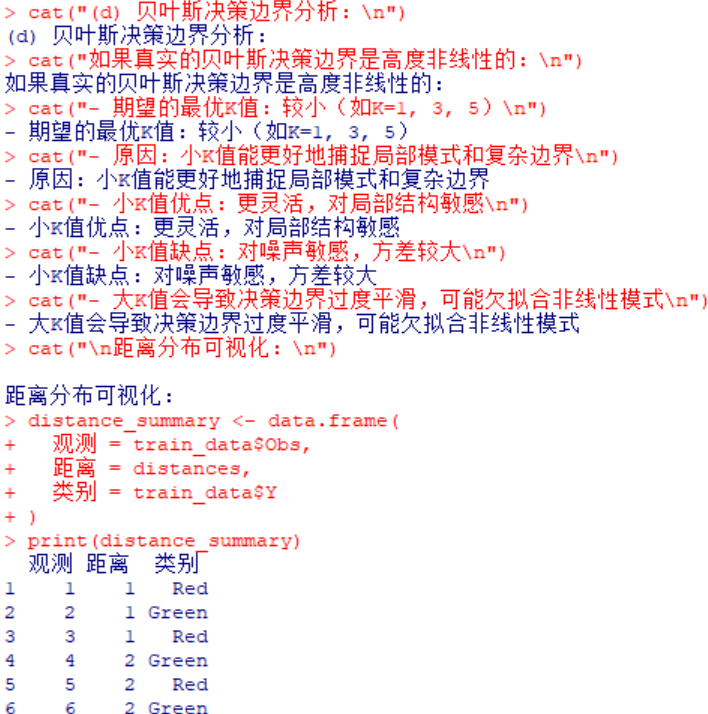 > cat("(d) 贝叶斯决策边界分析：\n")
(d) 贝叶斯决策边界分析：
> cat("如果真实的贝叶斯决策边界是高度非线性的：\n")
如果真实的贝叶斯决策边界是高度非线性的：
> cat("- 期望的最优K值：较小（如K=1, 3, 5）\n")
- 期望的最优K值：较小（如K=1, 3, 5）
> cat("- 原因：小K值能更好地捕捉局部模式和复杂边界\n")
- 原因：小K值能更好地捕捉局部模式和复杂边界
> cat("- 小K值优点：更灵活，对局部结构敏感\n")
- 小K值优点：更灵活，对局部结构敏感
> cat("- 小K值缺点：对噪声敏感，方差较大\n")
- 小K值缺点：对噪声敏感，方差较大
> cat("- 大K值会导致决策边界过度平滑，可能欠拟合非线性模式\n")
- 大K值会导致决策边界过度平滑，可能欠拟合非线性模式
> cat("\n距离分布可视化：\n")
距离分布可视化：
> distance_summary <- data.frame(
+   观测 = train_data$Obs,
+   距离 = distances,
+   类别 = train_data$Y
+ )
> print(distance_summary)
  观测 距离  类别
1    1    1   Red
2    2    1 Green
3    3    1   Red
4    4    2 Green
5    5    2   Red
6    6    2 Green